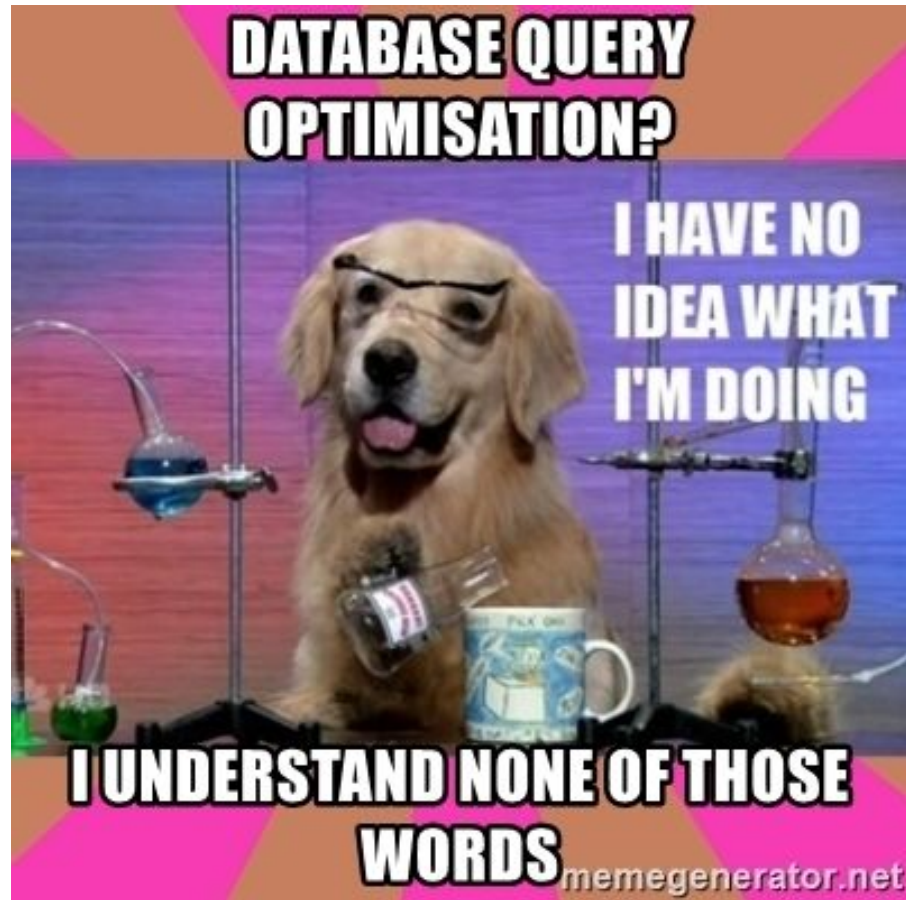 DATABASE QUERY
OPTIMISATION?
I HAVE NO
IDEA WHAT
I'M DOING
I UNDERSTAND NONE OF THOSE
WORDS
memegenerator.net